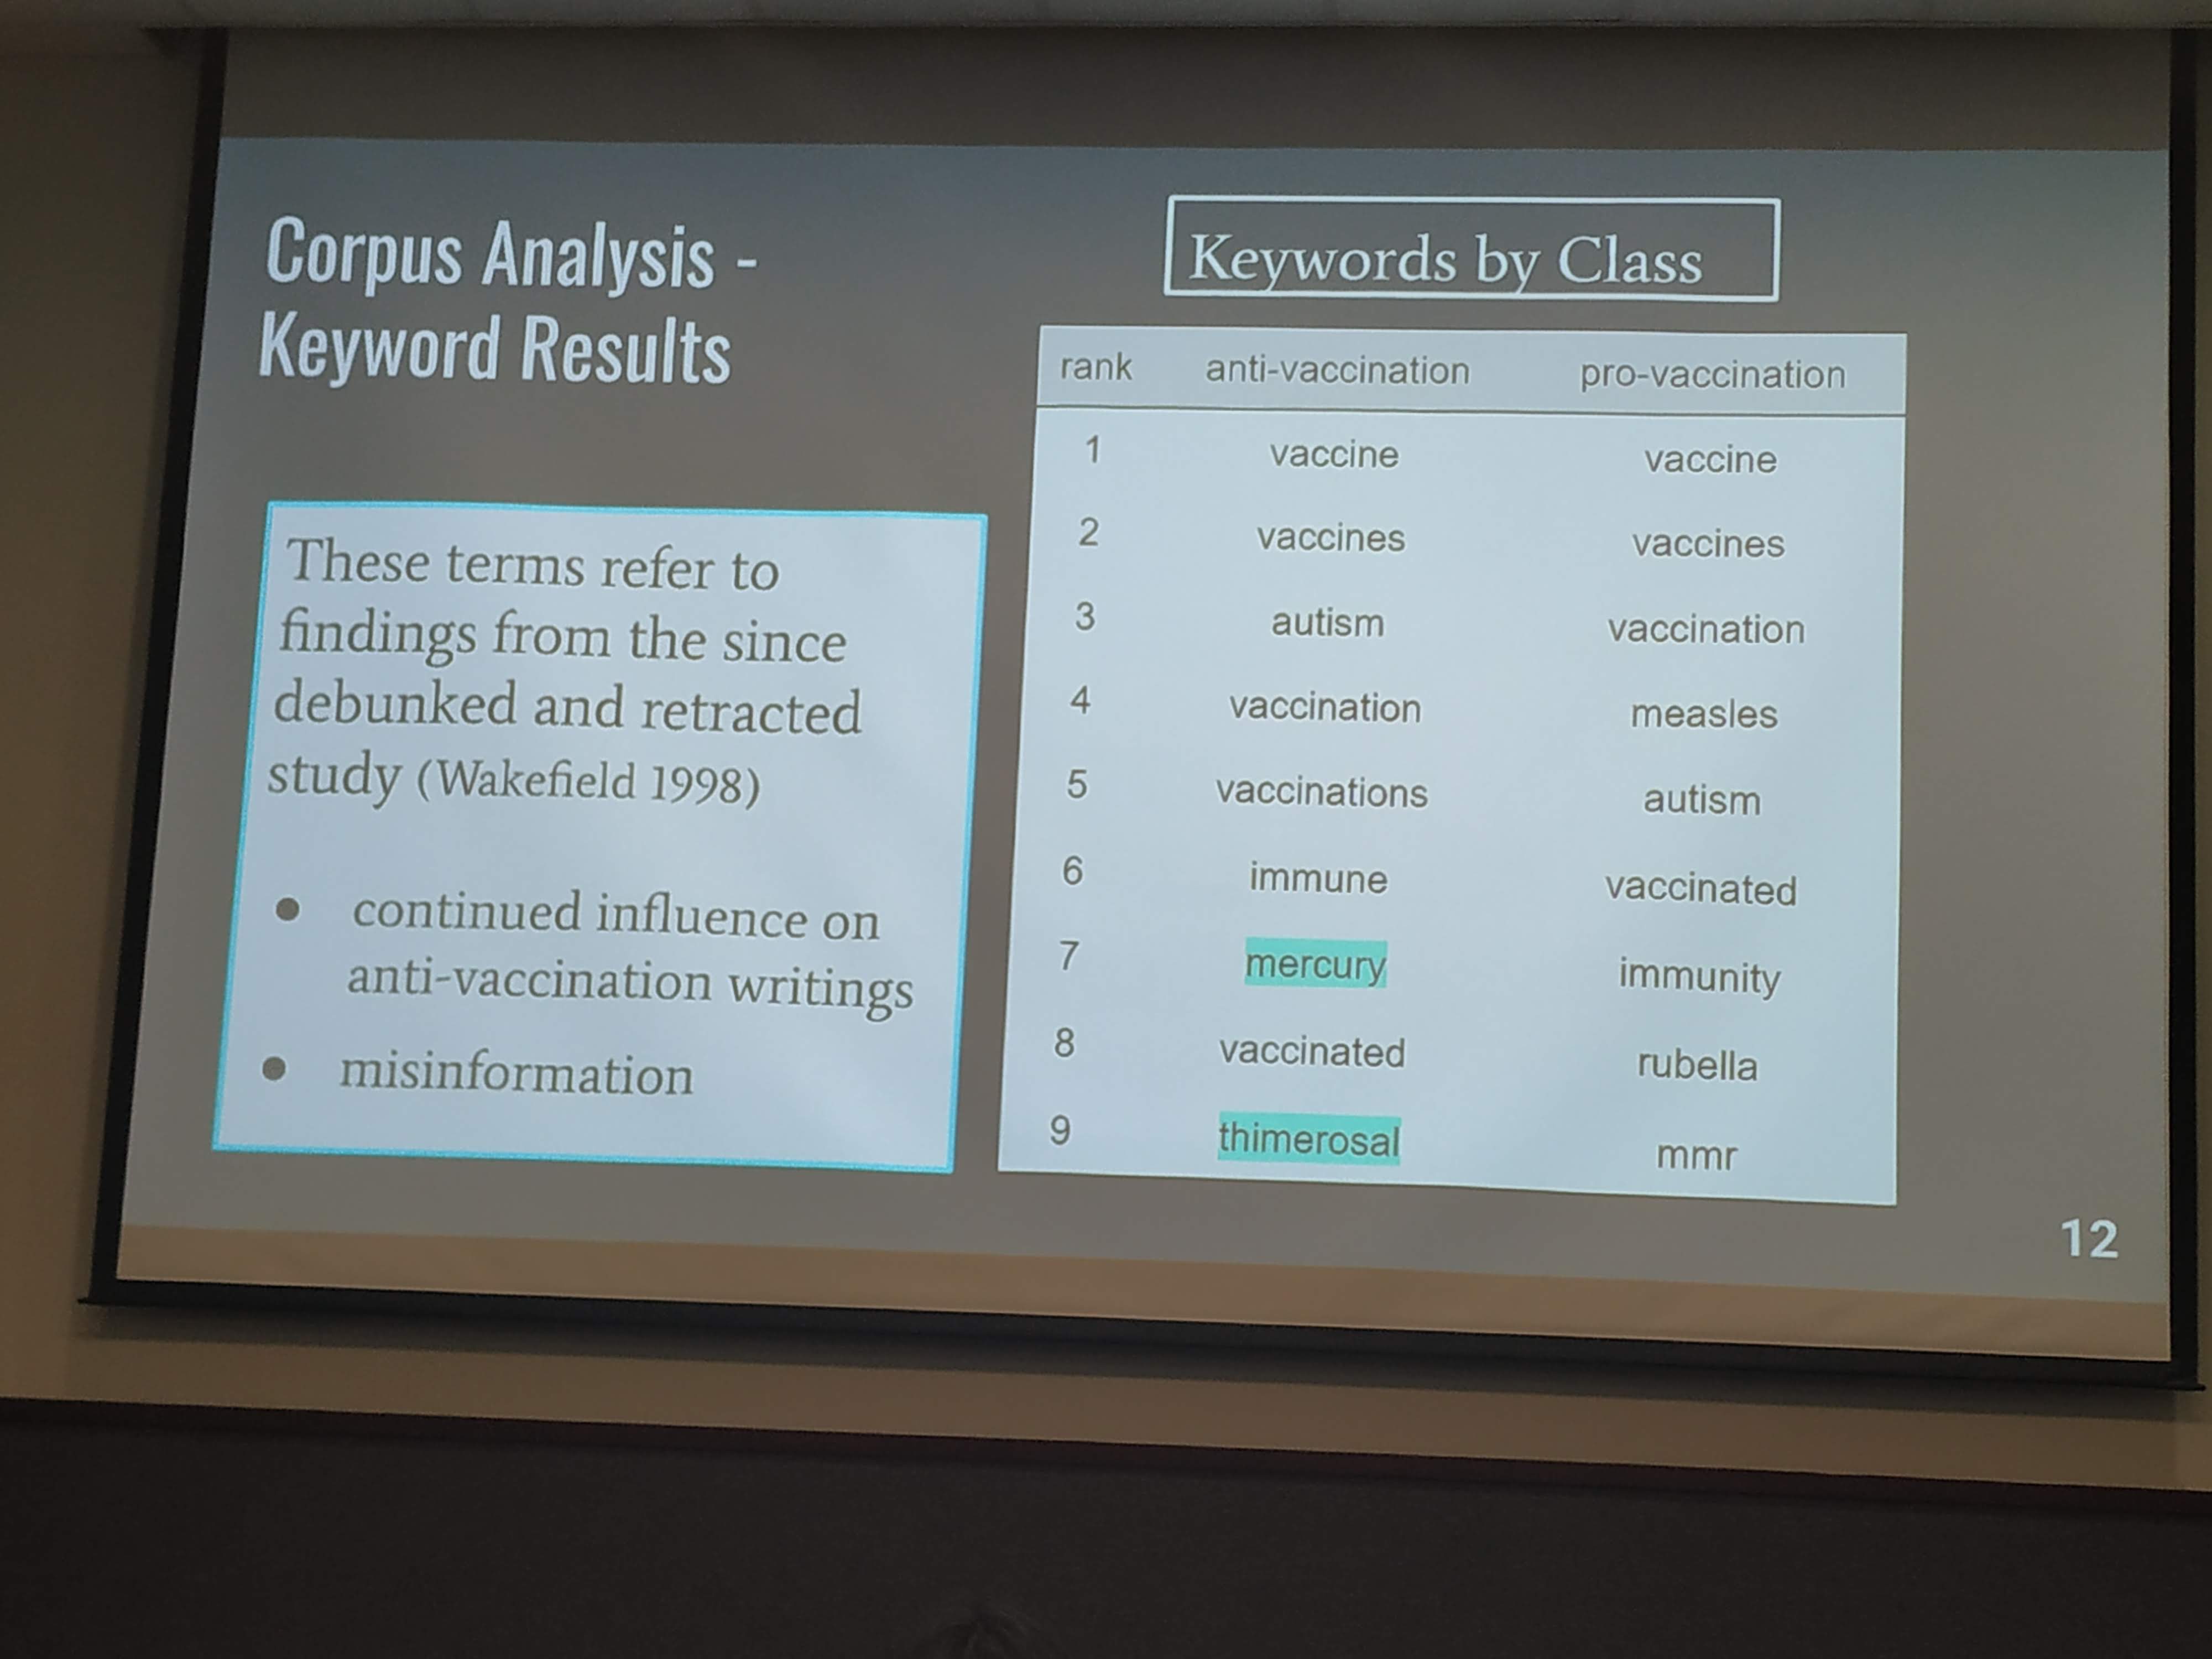 Corpus Analysis -
Keyword Results
These terms refer to
findings from the since
debunked and retracted
study (Wakefield 1998)
● continued influence on
anti-vaccination writings
● misinformation
Keywords by Class
rank anti-vaccination pro-vaccination
1 vaccine vaccine
2 vaccines vaccines
3 autism vaccination
4 vaccination measles
5 vaccinations autism
6 immune vaccinated
7 mercury immunity
8 vaccinated rubella
9 thimerosal mmr
12